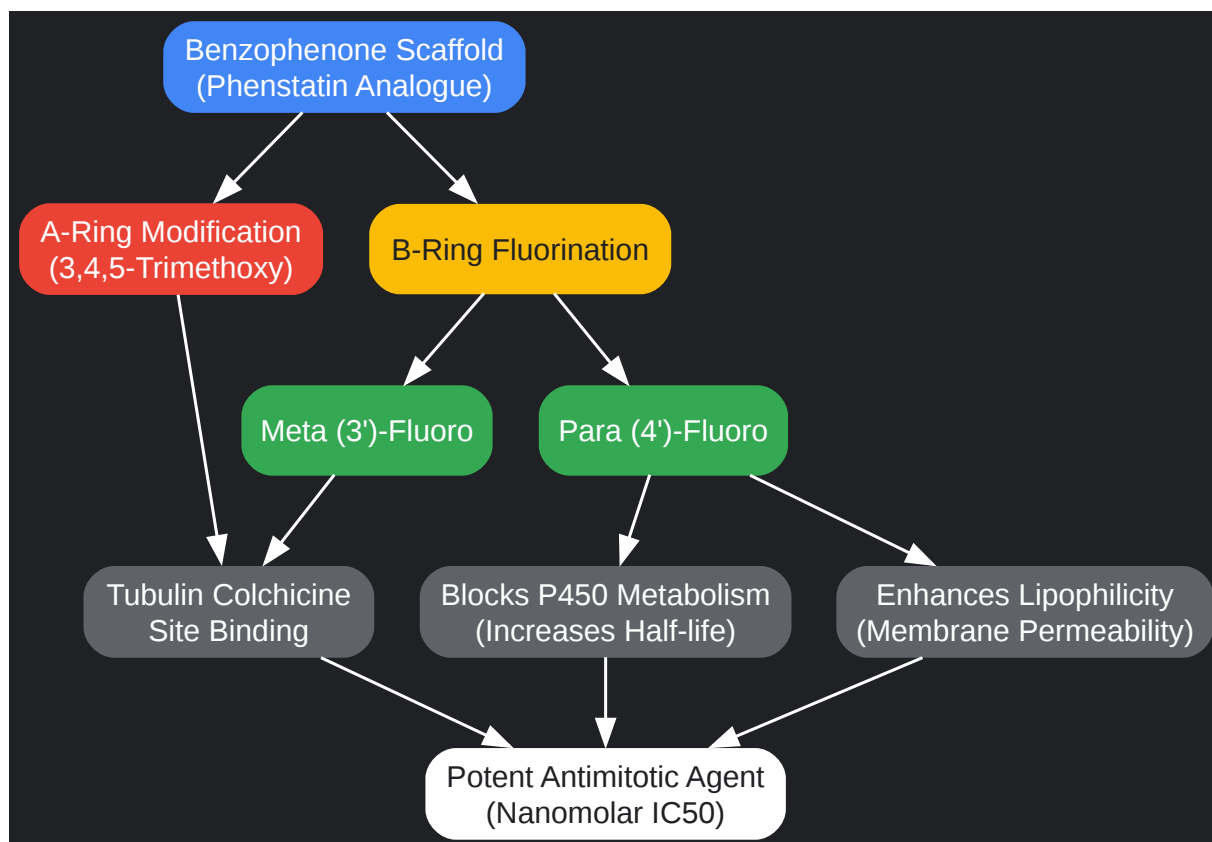 Benzophenone Scaffold
(Phenstatin Analogue)
A-Ring Modification
(3,4,5-Trimethoxy)
B-Ring Fluorination
Meta (3')-Fluoro
Para (4')-Fluoro
Tubulin Colchicine
Site Binding
Blocks P450 Metabolism
(Increases Half-life)
Enhances Lipophilicity
(Membrane Permeability)
Potent Antimitotic Agent
(Nanomolar IC50)